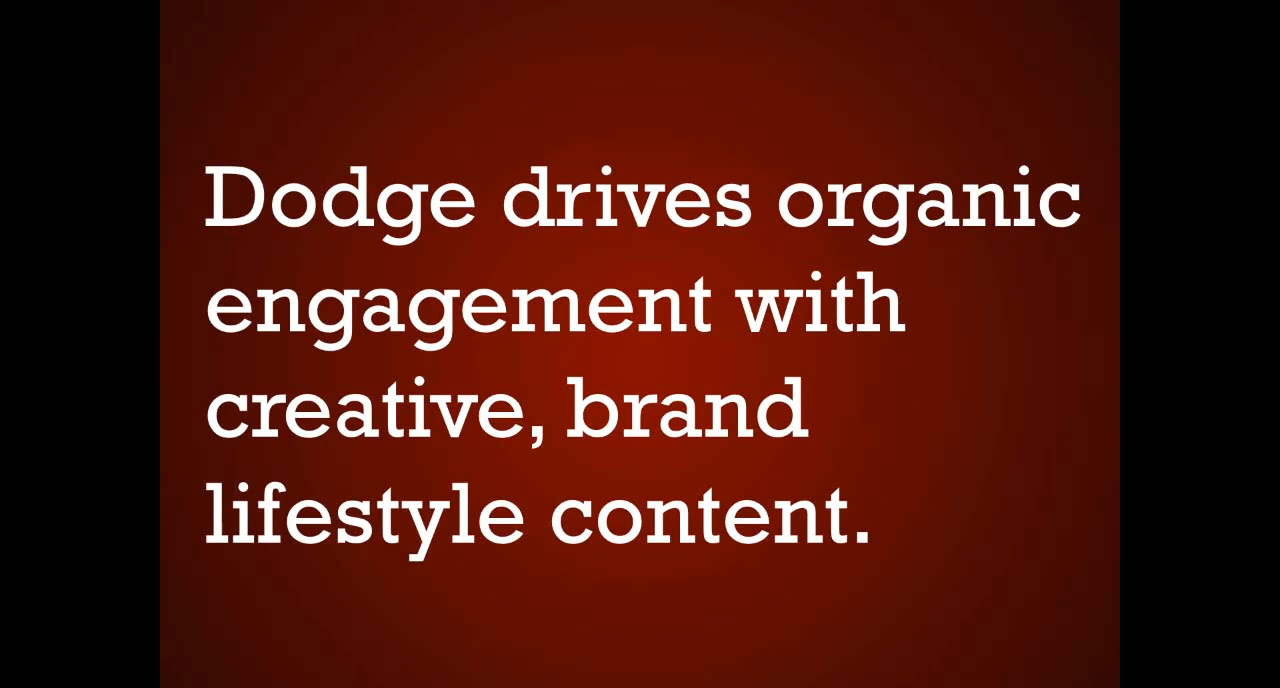 Dodge drives organic
engagement with
creative, brand
lifestyle content.